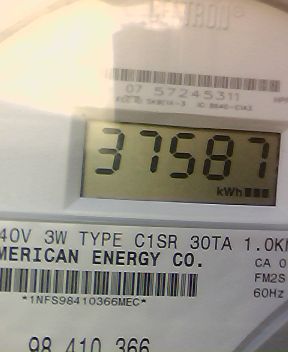 TRON®
07 57245311
37587
kWh
40V 3W TYPE C1SR 30TA 1.0K
MERICAN ENERGY CO.
CA 0
FM2S
60Hz
*1NFS98410366MEC*
98 410 366